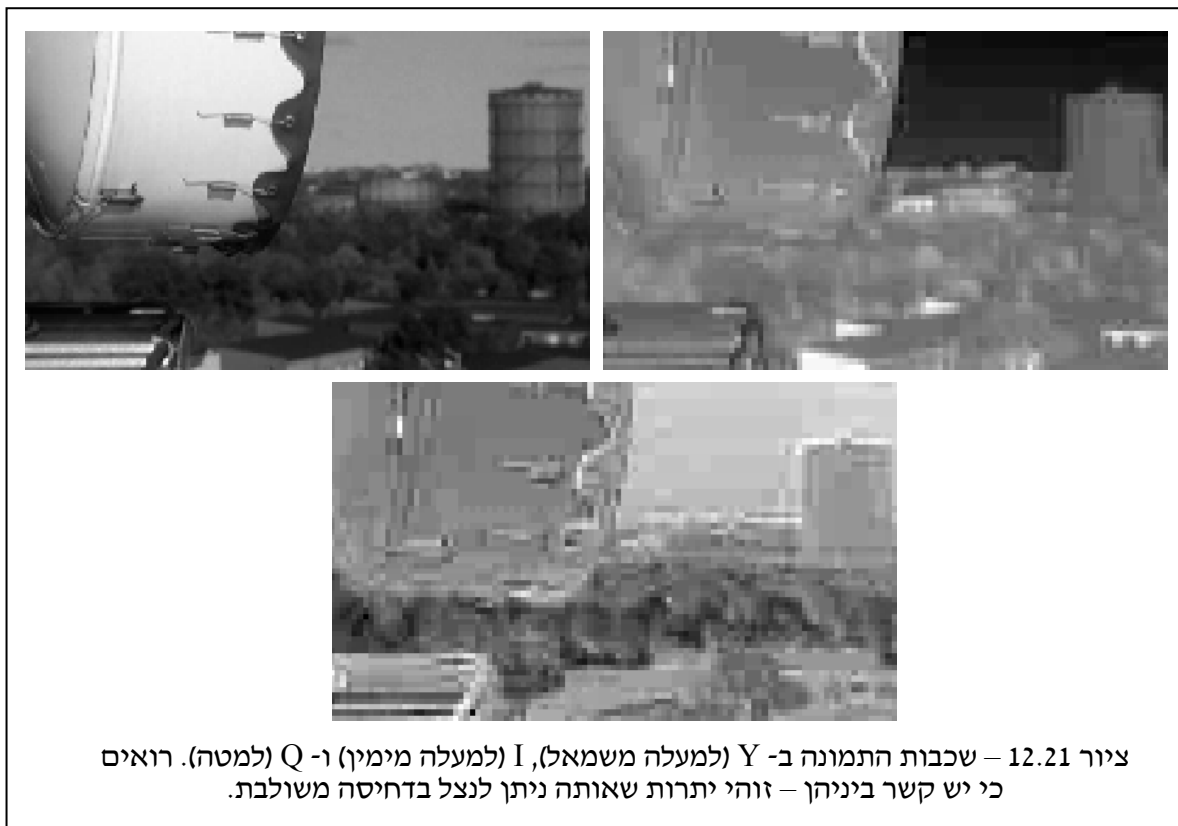 ציור 12.21 – שכבות התמונה ב- Y (למעלה משמאל), I (למעלה מימין) ו- Q (למטה). רואים
כי יש קשר ביניהן – זוהי יתרות שאותה ניתן לנצל בדחיסה משולבת.